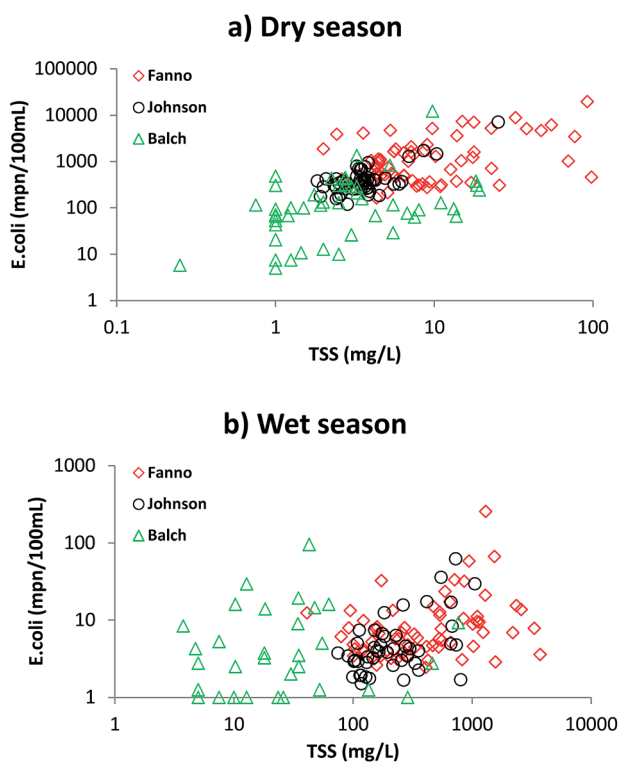 a) Dry season
100000
10000
1000
100
10
1
E.coli (mpn/100mL)
Fanno
Johnson
Balch
0.1 1 10 100
TSS (mg/L)
b) Wet season
1000
100
10
1
E.coli (mpn/100mL)
Fanno
Johnson
Balch
1 10 100 1000 10000
TSS (mg/L)